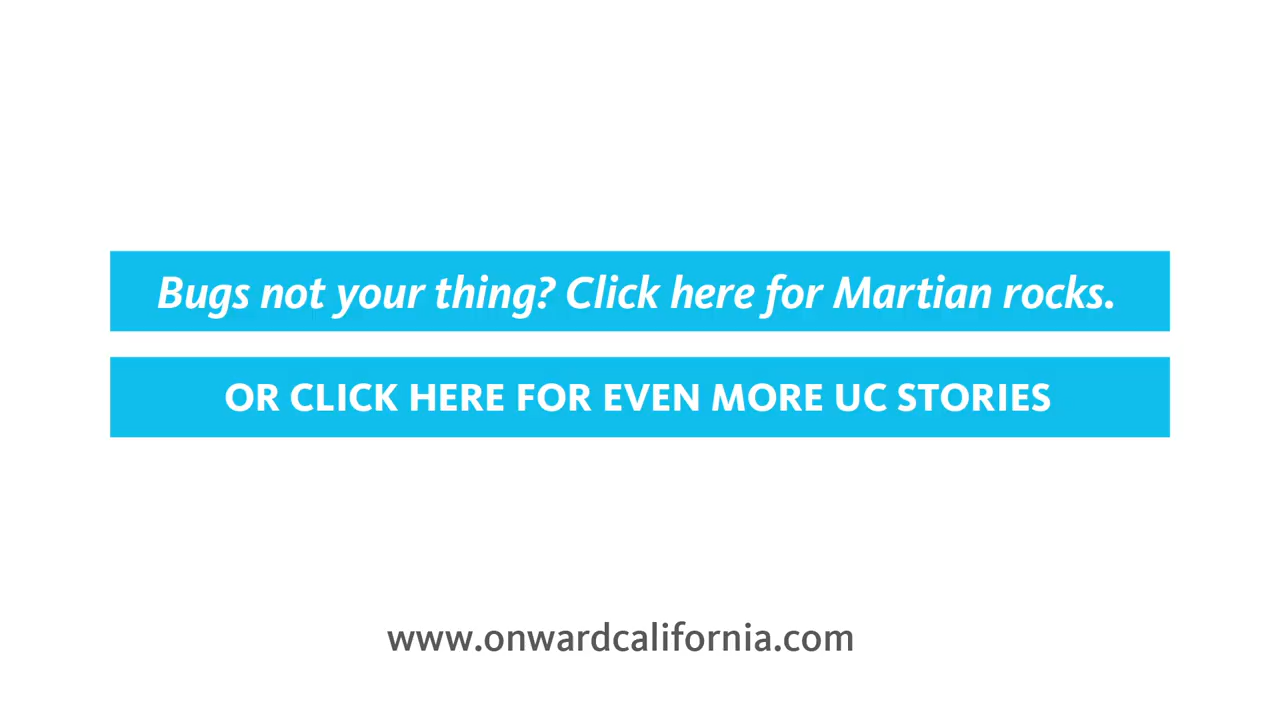 Bugs not your thing? Click here for Martian rocks.
OR CLICK HERE FOR EVEN MORE UC STORIES
www.onwardcalifornia.com